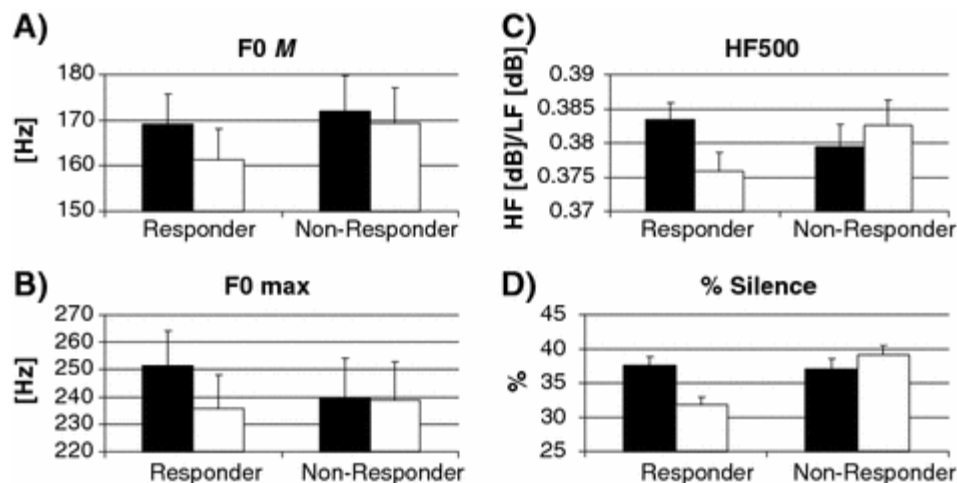 A)
F0 M
[Hz]
180
170
160
150
Responder Non-Responder
B)
F0 max
[Hz]
270
260
250
240
230
220
Responder Non-Responder
C)
HF500
HF [dB]/LF [dB]
0.39
0.385
0.38
0.375
0.37
Responder Non-Responder
D)
% Silence
%
45
40
35
30
25
Responder Non-Responder